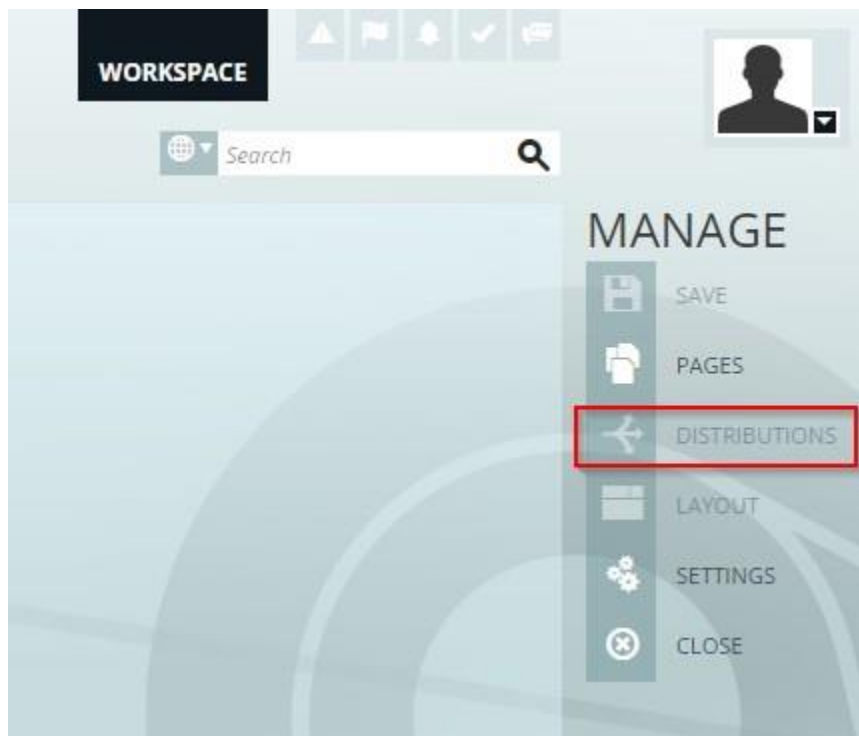 WORKSPACE
Search
MANAGE
SAVE
PAGES
DISTRIBUTIONS
LAYOUT
SETTINGS
CLOSE